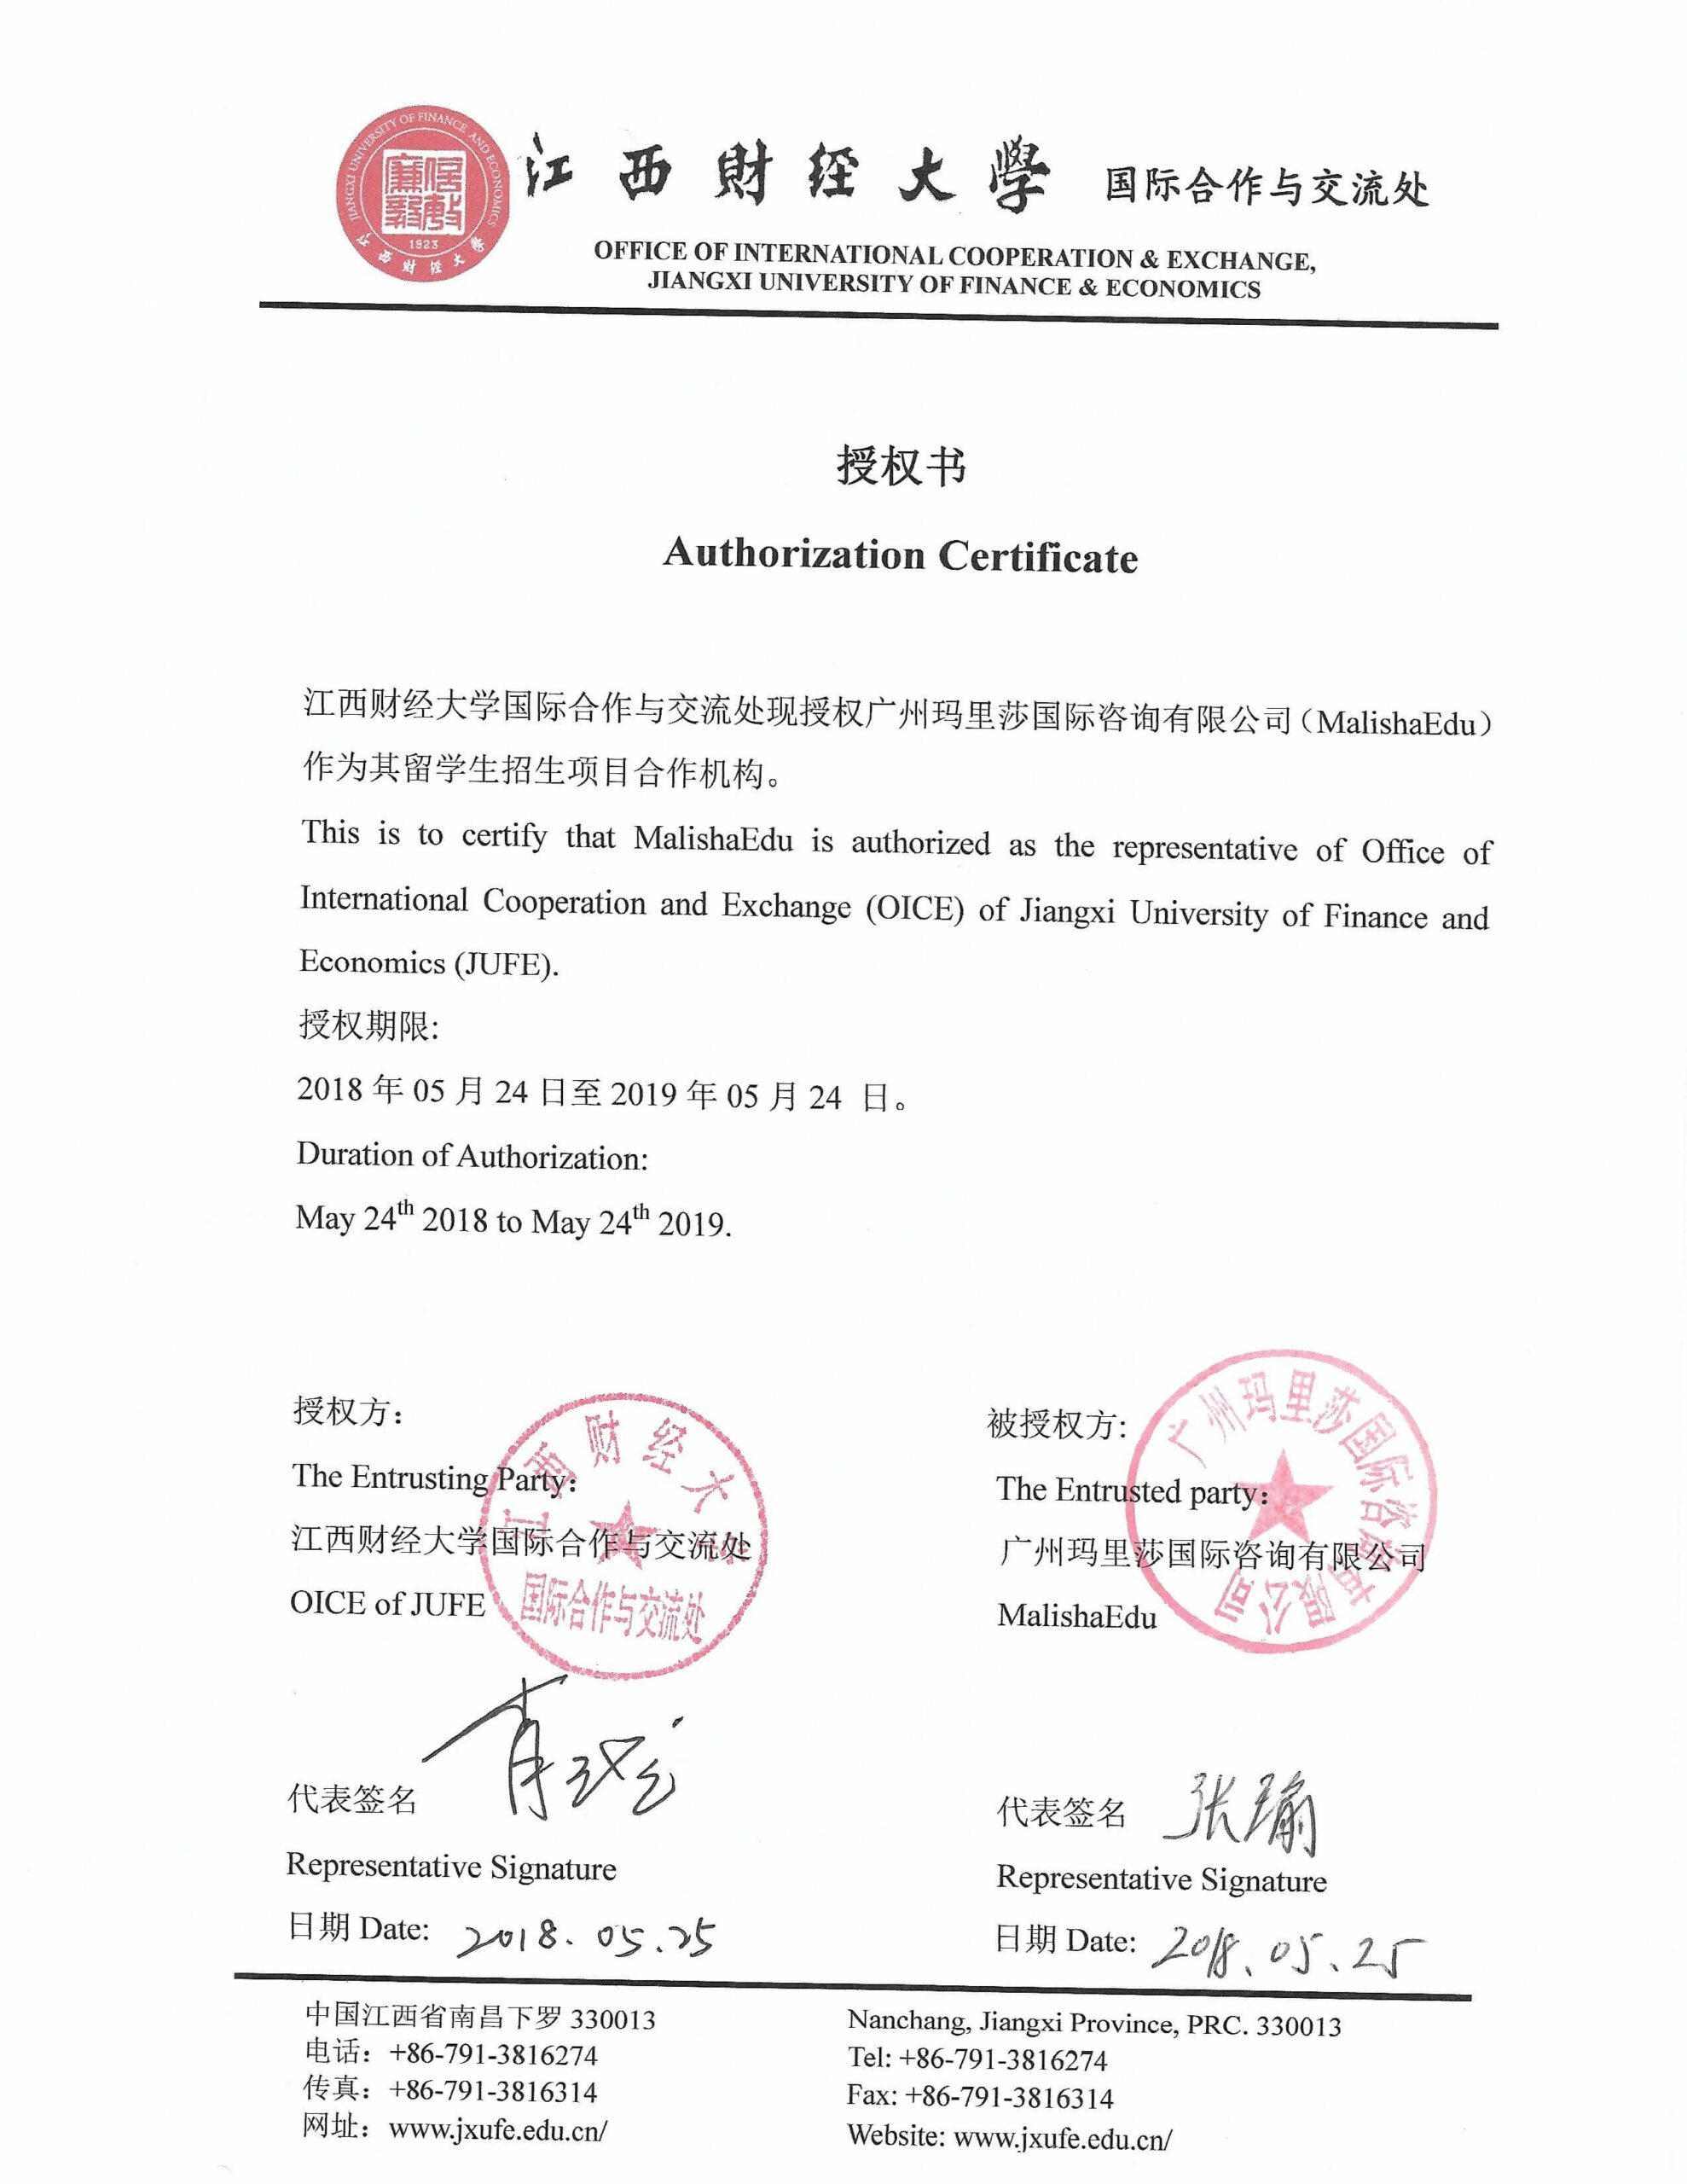 JIANGXI UNIVERSITY OF FINANCE AND ECONOMICS
1923
江西财经大学
江西財经大學 国际合作与交流处
OFFICE OF INTERNATIONAL COOPERATION & EXCHANGE,
JIANGXI UNIVERSITY OF FINANCE & ECONOMICS
授权书
Authorization Certificate
江西财经大学国际合作与交流处现授权广州玛里莎国际咨询有限公司（MalishaEdu）
作为其留学生招生项目合作机构。
This is to certify that MalishaEdu is authorized as the representative of Office of
International Cooperation and Exchange (OICE) of Jiangxi University of Finance and
Economics (JUFE).
授权期限:
2018 年 05 月 24 日至 2019 年 05 月 24 日。
Duration of Authorization:
May 24th 2018 to May 24th 2019.
授权方：
The Entrusting Party：
江西财经大学国际合作与交流处
OICE of JUFE
江西财经大学
国际合作与交流处
代表签名
Representative Signature
日期 Date: 2018.05.25
被授权方:
The Entrusted party：
广州玛里莎国际咨询有限公司
MalishaEdu
广州玛里莎国际咨询有限公司
代表签名 张瑜
Representative Signature
日期 Date: 2018.05.25
中国江西省南昌下罗 330013
电话：+86-791-3816274
传真：+86-791-3816314
网址：www.jxufe.edu.cn/
Nanchang, Jiangxi Province, PRC. 330013
Tel: +86-791-3816274
Fax: +86-791-3816314
Website: www.jxufe.edu.cn/